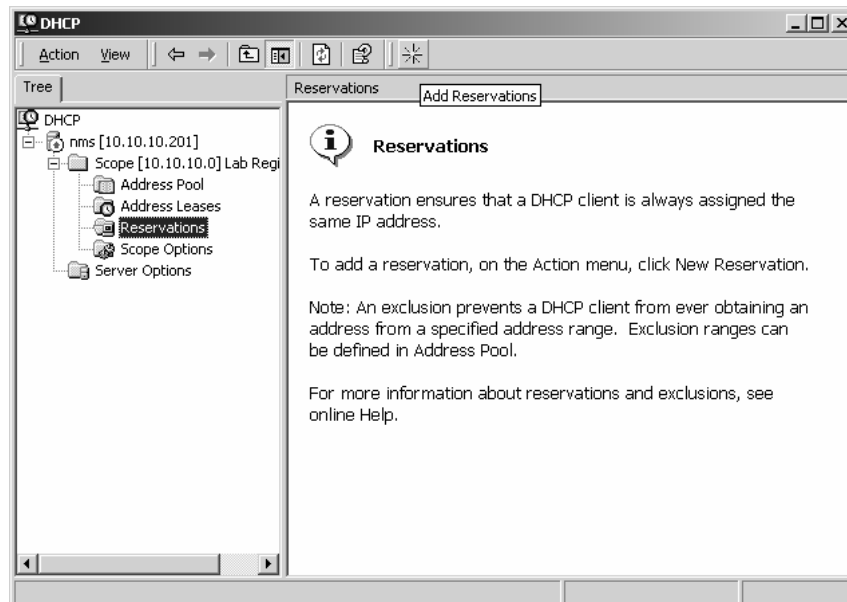 DHCP
Action View
Tree
Reservations
Add Reservations
DHCP
nms [10.10.10.201]
Scope [10.10.10.0] Lab Regi
Address Pool
Address Leases
Reservations
Scope Options
Server Options
Reservations
A reservation ensures that a DHCP client is always assigned the
same IP address.
To add a reservation, on the Action menu, click New Reservation.
Note: An exclusion prevents a DHCP client from ever obtaining an
address from a specified address range. Exclusion ranges can
be defined in Address Pool.
For more information about reservations and exclusions, see
online Help.